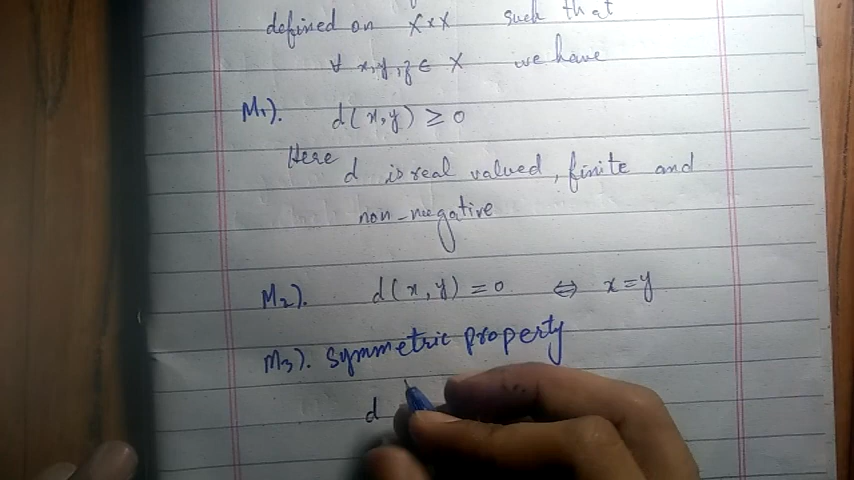 defined on X×X such that
∀ x,y,z ∈ X we have
M1). d(x,y) ≥ 0
Here d is real valued, finite and
non-negative
M2). d(x,y) = 0 ⇔ x=y
M3). Symmetric property
d